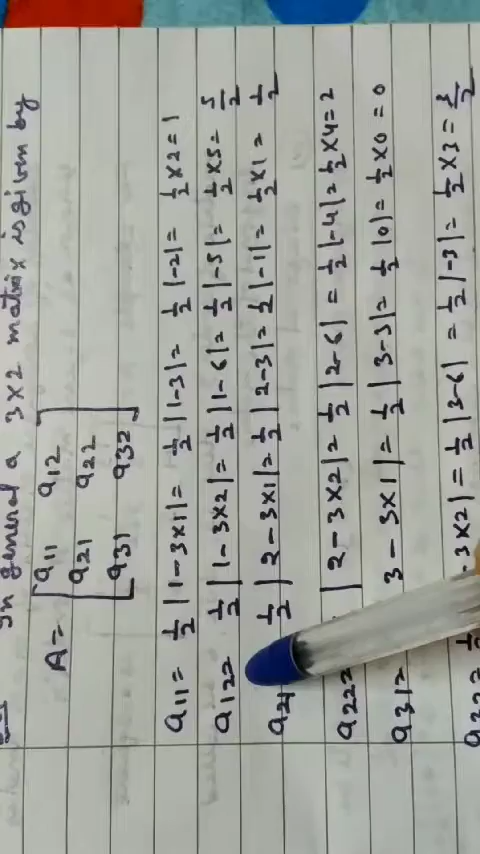 In general a 3×2 matrix is given by
A = [a11 a12
a21 a22
a31 a32]
a11 = 1/2 |1-3×1| = 1/2 |1-3| = 1/2 |-2| = 1/2 ×2 = 1
a12 = 1/2 |1-3×2| = 1/2 |1-6| = 1/2 |-5| = 1/2 ×5 = 5/2
a21 1/2 |2-3×1| = 1/2 |2-3| = 1/2 |-1| = 1/2 ×1 = 1/2
a22 = |2-3×2| = 1/2 |2-6| = 1/2 |-4| = 1/2 ×4 = 2
a31 = 3-3×1| = 1/2 |3-3| = 1/2 |0| = 1/2 ×0 = 0
a32 = 1/2 -3×2| = 1/2 |3-6| = 1/2 |-3| = 1/2 ×3 = 3/2